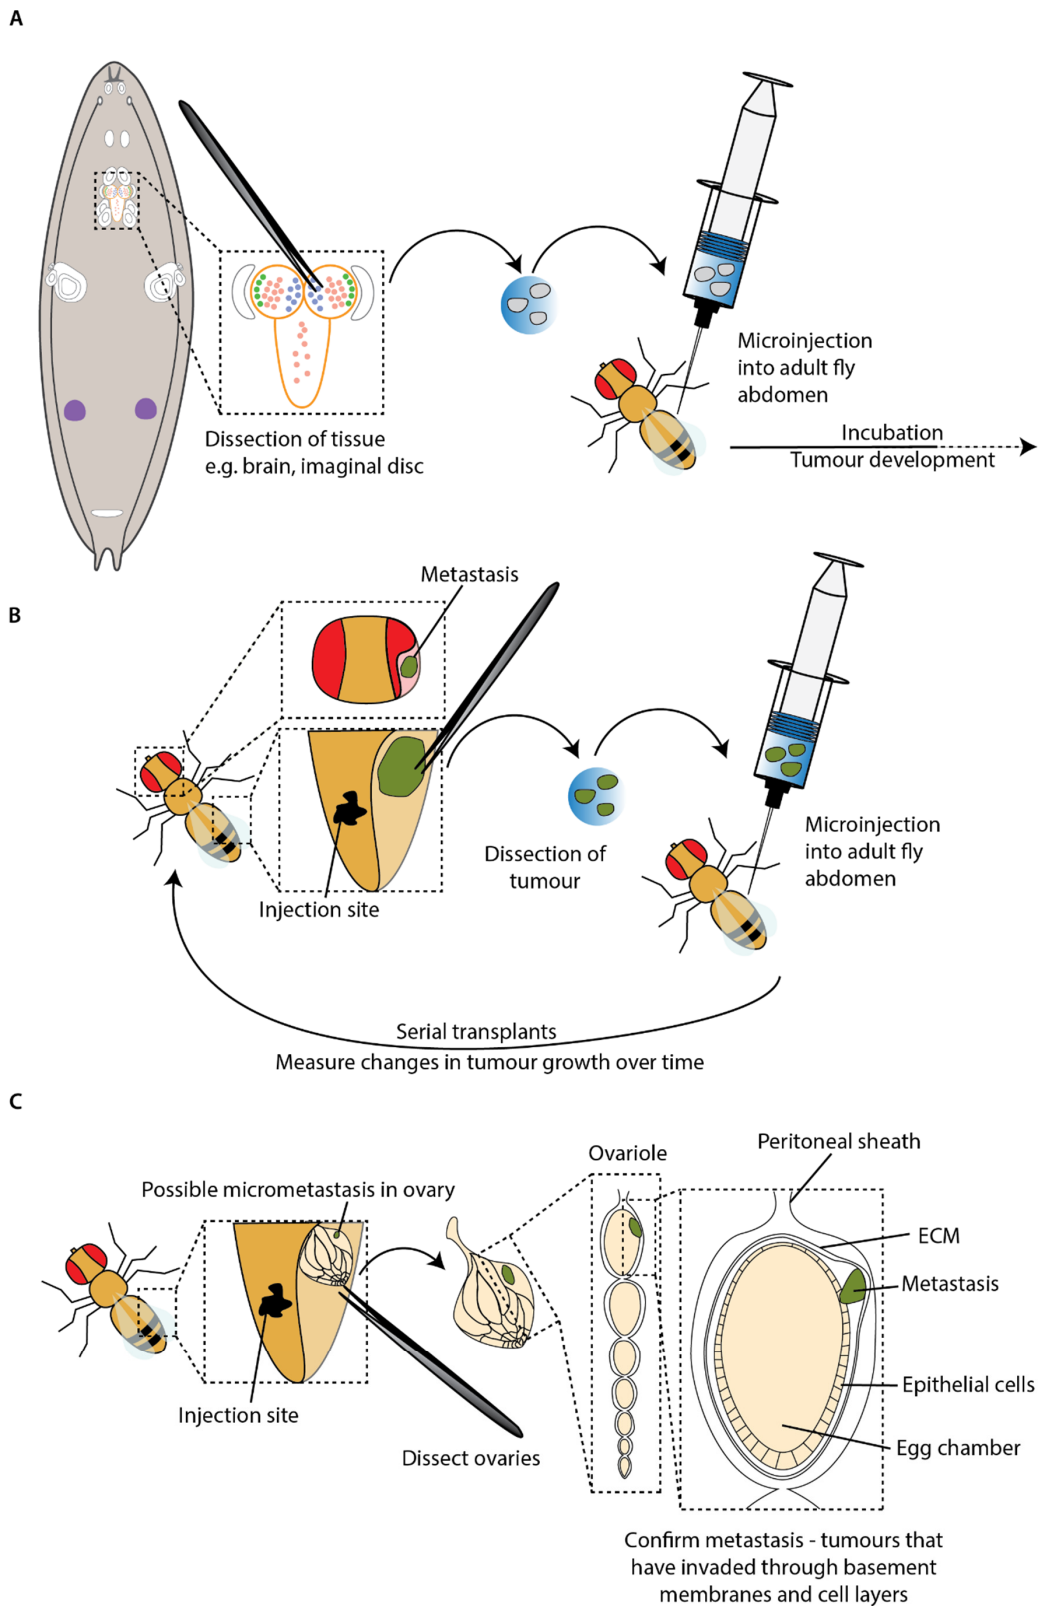 A
Dissection of tissue
e.g. brain, imaginal disc
Microinjection
into adult fly
abdomen
Incubation
Tumour development
B
Metastasis
Injection site
Dissection of
tumour
Microinjection
into adult fly
abdomen
Serial transplants
Measure changes in tumour growth over time
C
Possible micrometastasis in ovary
Injection site
Dissect ovaries
Ovariole
Peritoneal sheath
ECM
Metastasis
Epithelial cells
Egg chamber
Confirm metastasis - tumours that
have invaded through basement
membranes and cell layers